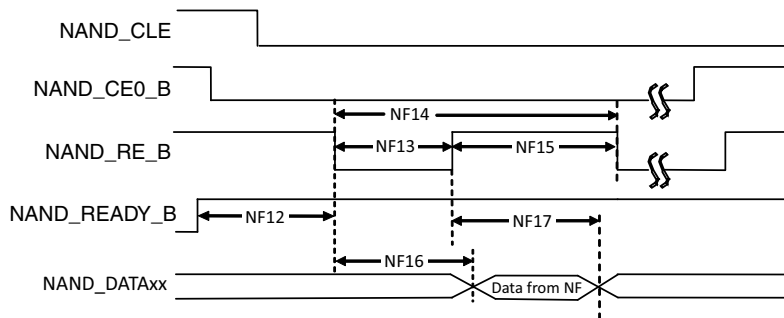 NAND_CLE
NAND_CE0_B
NF14
NAND_RE_B
NF13
NF15
NAND_READY_B
NF12
NF17
NF16
NAND_DATAxx
Data from NF